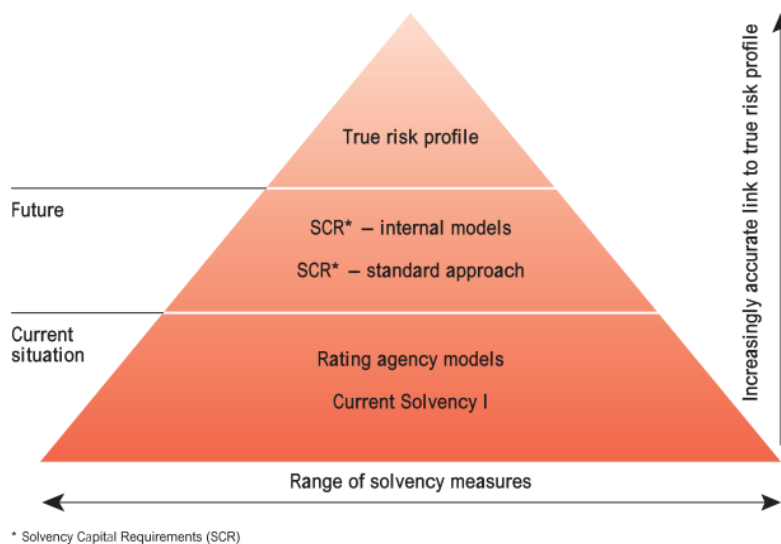 True risk profile
Future
SCR* – internal models
SCR* – standard approach
Current
situation
Rating agency models
Current Solvency I
Increasingly accurate link to true risk profile
Range of solvency measures
* Solvency Capital Requirements (SCR)